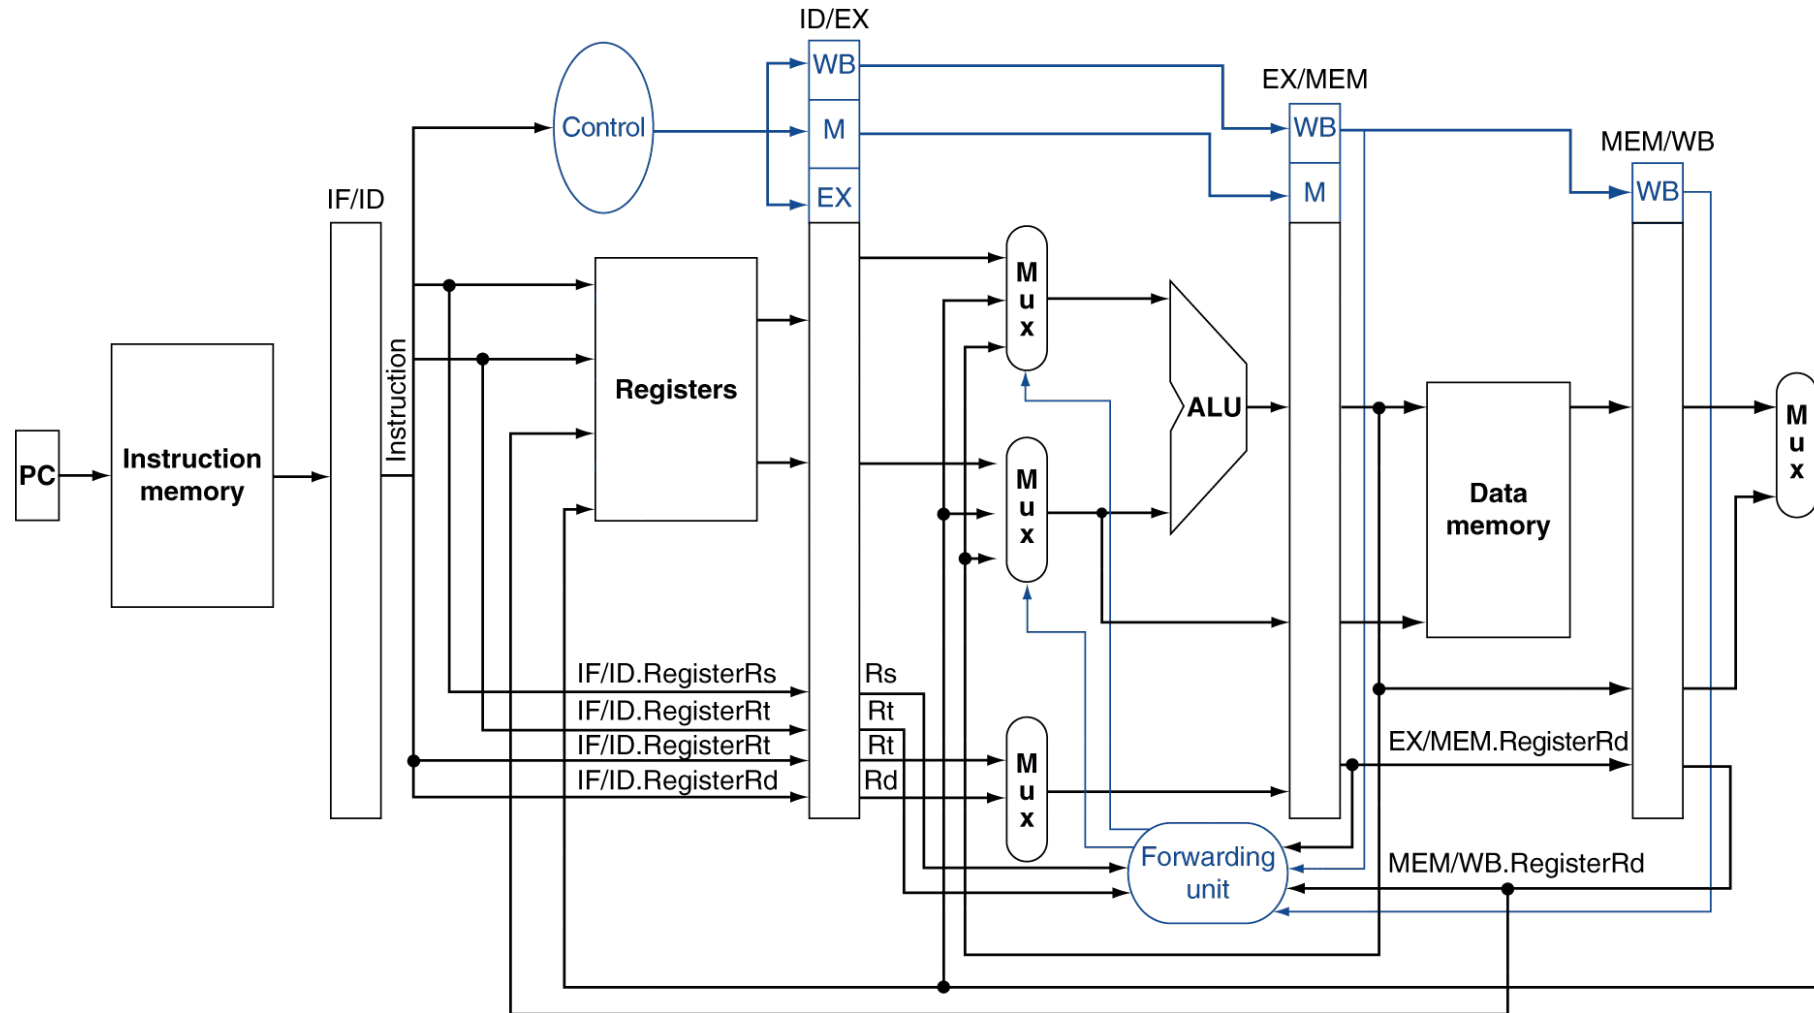 ID/EX
WB
EX/MEM
Control
M
WB
MEM/WB
IF/ID
EX
M
WB
M
u
x
Instruction
Registers
ALU
M
u
x
PC
Instruction
memory
M
u
x
Data
memory
IF/ID.RegisterRs
Rs
IF/ID.RegisterRt
Rt
IF/ID.RegisterRt
Rt
EX/MEM.RegisterRd
IF/ID.RegisterRd
Rd
M
u
x
Forwarding
unit
MEM/WB.RegisterRd